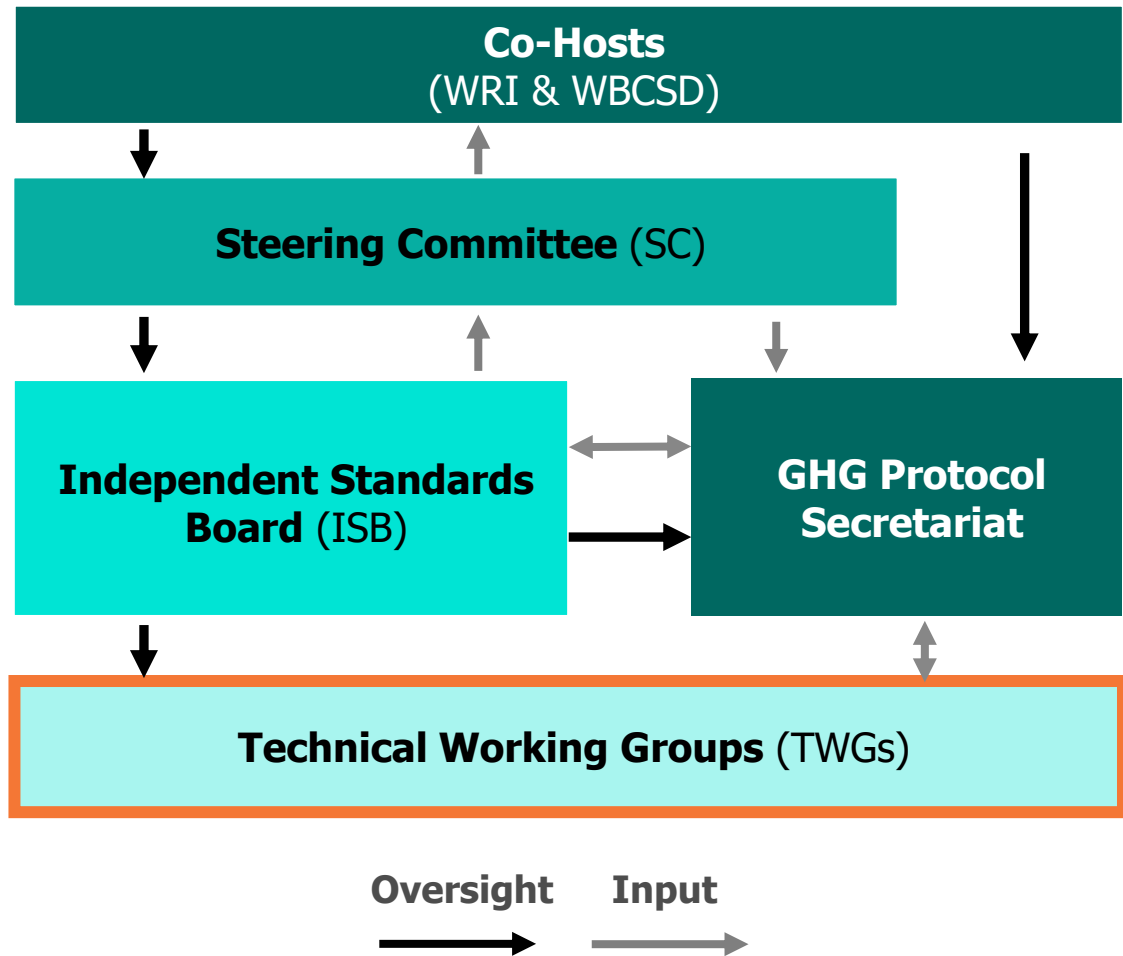 Co-Hosts
(WRI & WBCSD)
Steering Committee (SC)
Independent Standards
Board (ISB)
GHG Protocol
Secretariat
Technical Working Groups (TWGs)
Oversight Input